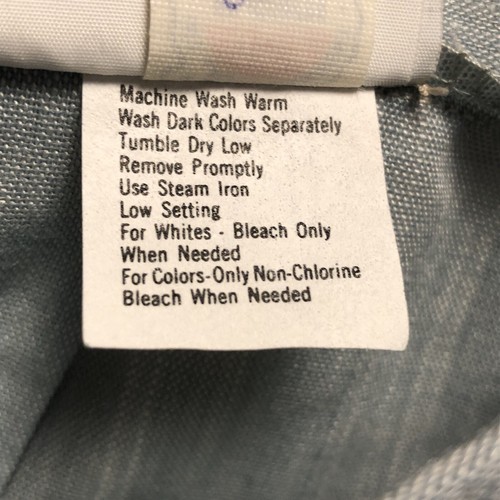 Machine Wash Warm
Wash Dark Colors Separately
Tumble Dry Low
Remove Promptly
Use Steam Iron
Low Setting
For Whites - Bleach Only
When Needed
For Colors-Only Non-Chlorine
Bleach When Needed